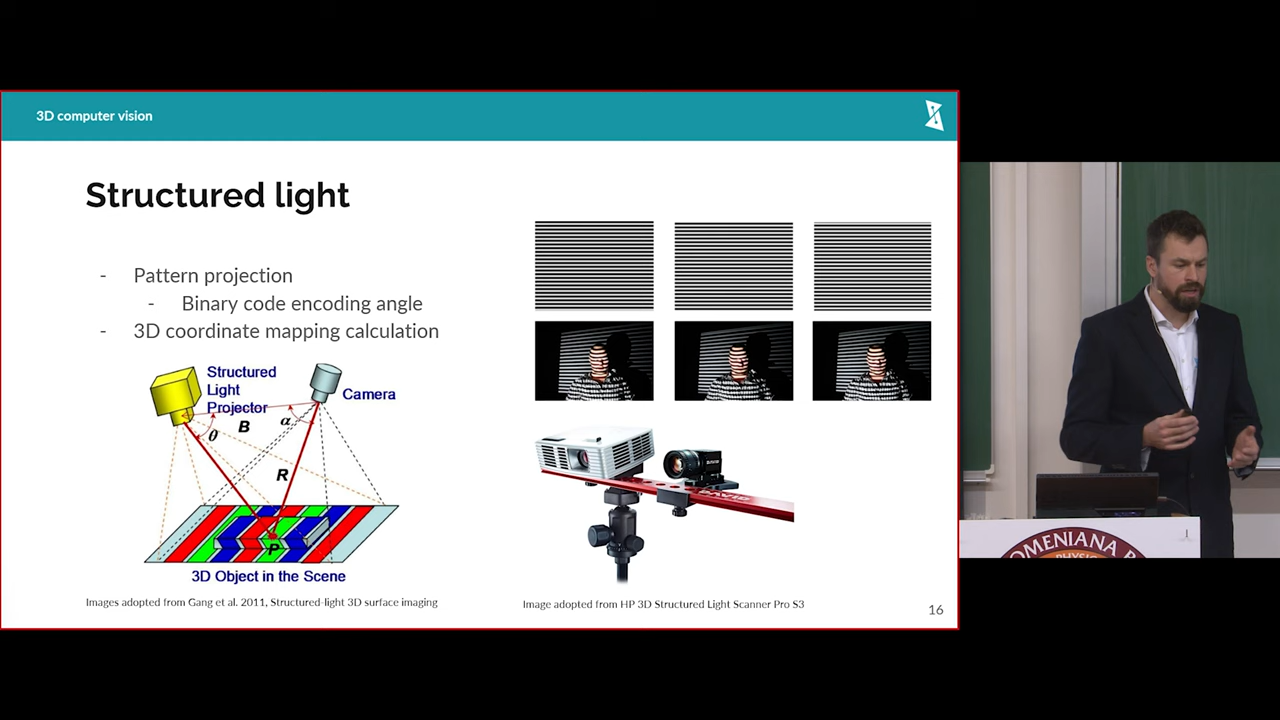 3D computer vision
Structured light
- Pattern projection
- Binary code encoding angle
- 3D coordinate mapping calculation
Structured
Light
Projector
Camera
B
α
θ
R
P
3D Object in the Scene
Images adopted from Gang et al. 2011, Structured-light 3D surface imaging
DAVID
Image adopted from HP 3D Structured Light Scanner Pro S3
16
OMENIANA
PHYSIC